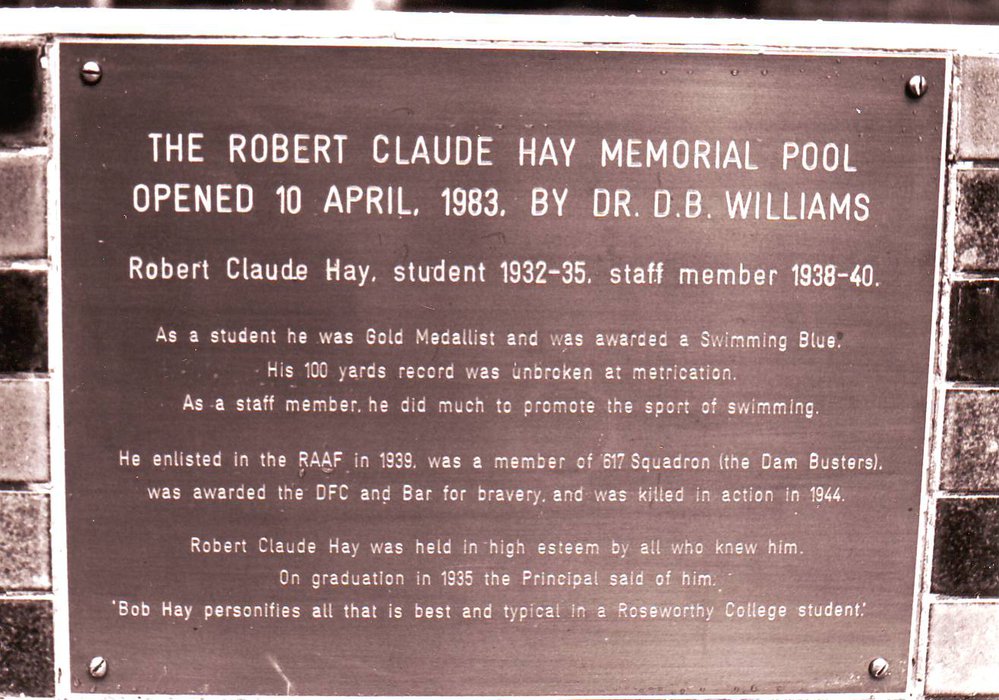 THE ROBERT CLAUDE HAY MEMORIAL POOL
OPENED 10 APRIL, 1983, BY DR. D.B. WILLIAMS
Robert Claude Hay, student 1932-35, staff member 1938-40.
As a student he was Gold Medallist and was awarded a Swimming Blue.
His 100 yards record was unbroken at metrication.
As a staff member, he did much to promote the sport of swimming.
He enlisted in the RAAF in 1939, was a member of 617 Squadron (the Dam Busters),
was awarded the DFC and Bar for bravery, and was killed in action in 1944.
Robert Claude Hay was held in high esteem by all who knew him.
On graduation in 1935 the Principal said of him,
'Bob Hay personifies all that is best and typical in a Roseworthy College student.'